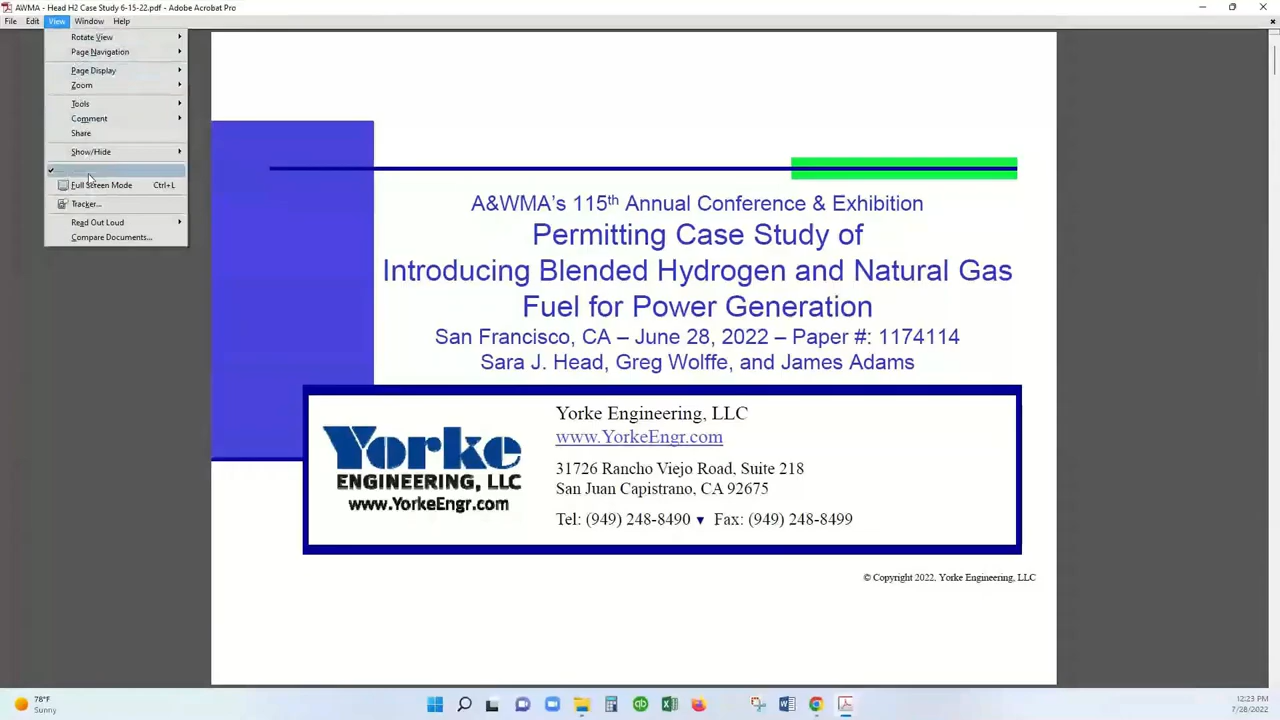 AWMA - Head H2 Case Study 6-15-22.pdf - Adobe Acrobat Pro
File Edit View Window Help
Rotate View
Page Navigation
Page Display
Zoom
Tools
Comment
Share
Show/Hide
Full Screen Mode Ctrl+L
Tracker...
Read Out Loud
Compare Documents...
A&WMA's 115th Annual Conference & Exhibition
Permitting Case Study of
Introducing Blended Hydrogen and Natural Gas
Fuel for Power Generation
San Francisco, CA – June 28, 2022 – Paper #: 1174114
Sara J. Head, Greg Wolffe, and James Adams
Yorke
ENGINEERING, LLC
www.YorkeEngr.com
Yorke Engineering, LLC
www.YorkeEngr.com
31726 Rancho Viejo Road, Suite 218
San Juan Capistrano, CA 92675
Tel: (949) 248-8490 ▼ Fax: (949) 248-8499
© Copyright 2022, Yorke Engineering, LLC
78°F
Sunny
12:23 PM
7/28/2022